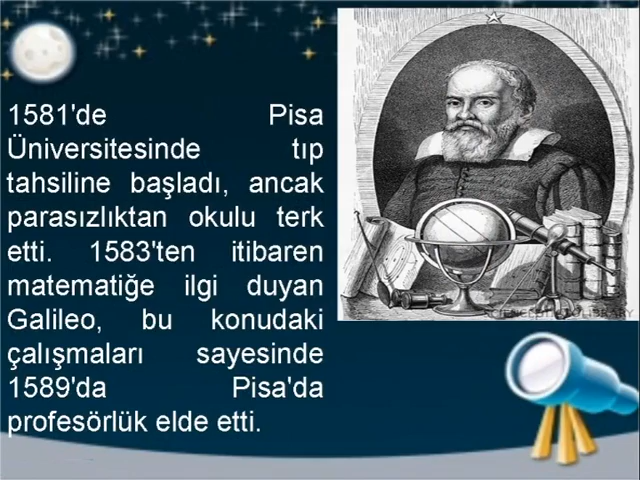 1581'de Pisa
Üniversitesinde tıp
tahsiline başladı, ancak
parasızlıktan okulu terk
etti. 1583'ten itibaren
matematiğe ilgi duyan
Galileo, bu konudaki
çalışmaları sayesinde
1589'da Pisa'da
profesörlük elde etti.